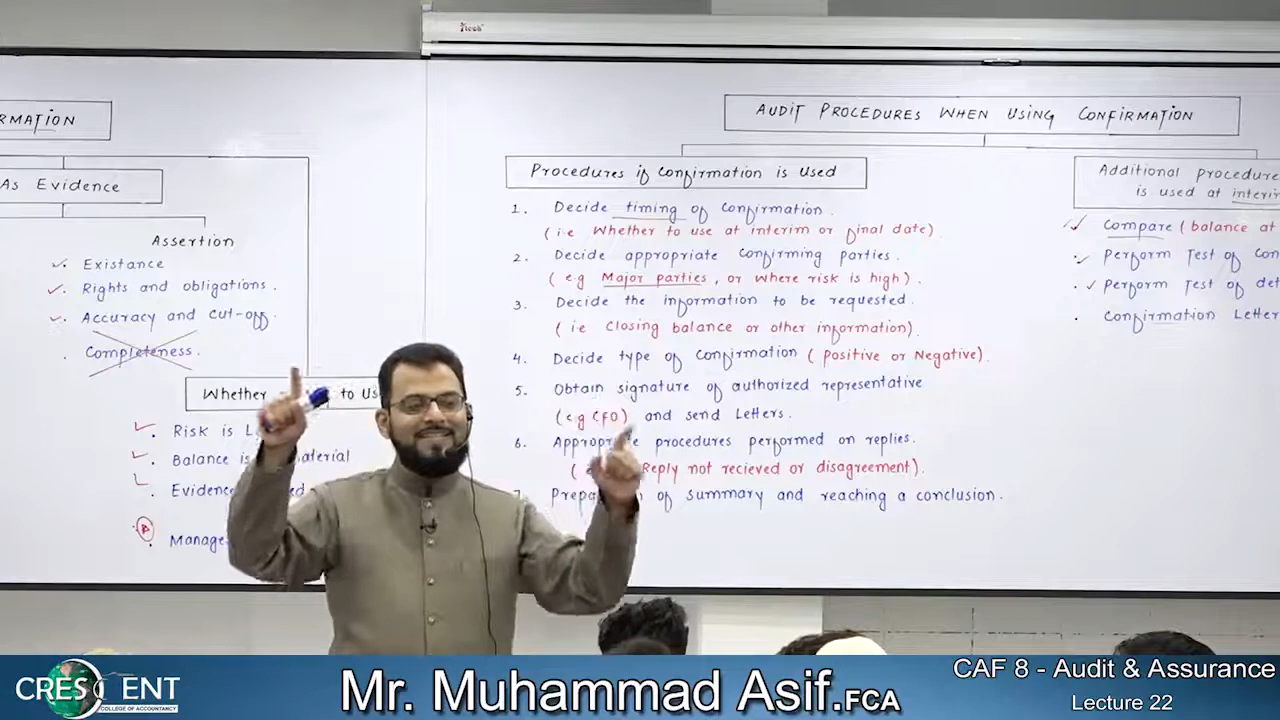 itech
RMATION
As Evidence
Assertion
Existance
Rights and obligations.
Accuracy and cut-off.
Completeness.
Whether to Us
Risk is L
Balance is material
Evidence
Manage
AUDIT PROCEDURES WHEN USING CONFIRMATION
Procedures if confirmation is used
1. Decide timing of confirmation.
(i.e Whether to use at interim or final date).
2. Decide appropriate confirming parties.
(e.g Major parties, or where risk is high).
3. Decide the information to be requested.
(ie Closing balance or other information).
4. Decide type of confirmation (positive or Negative).
5. Obtain signature of authorized representative
(e.g CFO) and send Letters.
6. Appropriate procedures performed on replies.
Reply not recieved or disagreement).
7. Prepa of summary and reaching a conclusion.
Additional procedure
is used at interi
Compare (balance at
Perform Test of Con
Perform Test of det
Confirmation Letter
CRESCENT
COLLEGE OF ACCOUNTANCY
Mr. Muhammad Asif.FCA
CAF 8 - Audit & Assurance
Lecture 22